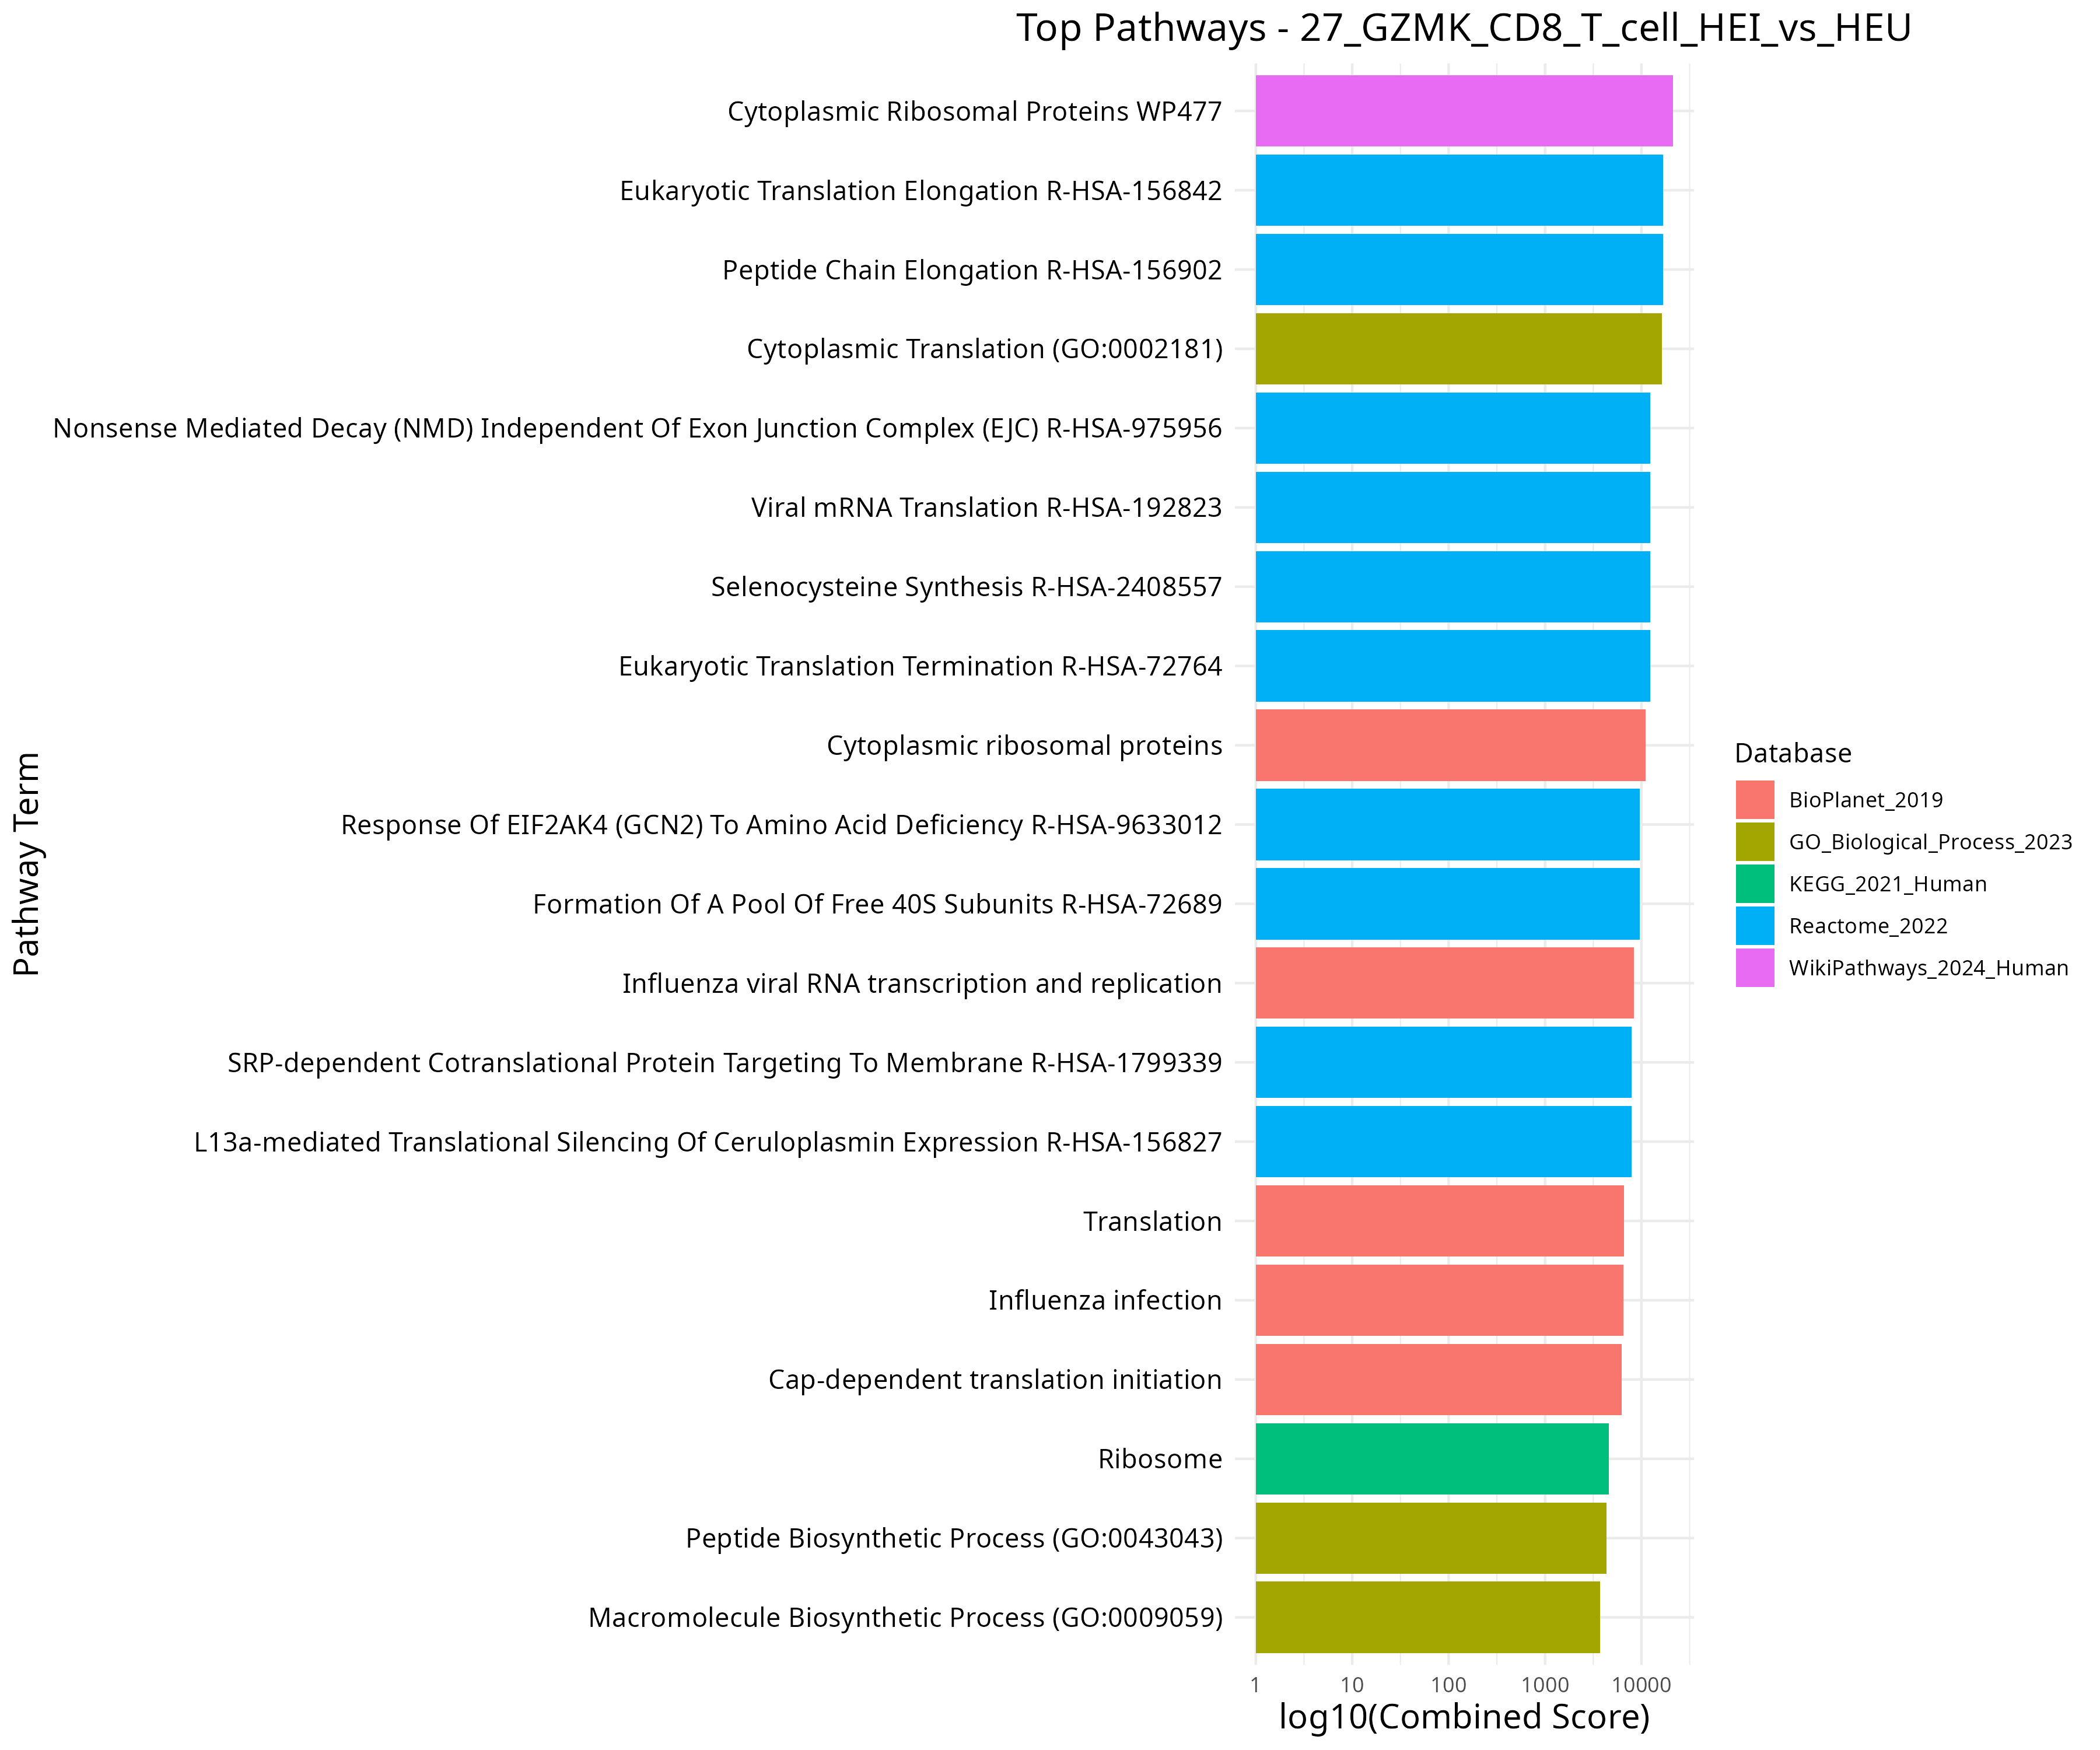 Top Pathways - 27_GZMK_CD8_T_cell_HEI_vs_HEU
Pathway Term
Cytoplasmic Ribosomal Proteins WP477
Eukaryotic Translation Elongation R-HSA-156842
Peptide Chain Elongation R-HSA-156902
Cytoplasmic Translation (GO:0002181)
Nonsense Mediated Decay (NMD) Independent Of Exon Junction Complex (EJC) R-HSA-975956
Viral mRNA Translation R-HSA-192823
Selenocysteine Synthesis R-HSA-2408557
Eukaryotic Translation Termination R-HSA-72764
Cytoplasmic ribosomal proteins
Response Of EIF2AK4 (GCN2) To Amino Acid Deficiency R-HSA-9633012
Formation Of A Pool Of Free 40S Subunits R-HSA-72689
Influenza viral RNA transcription and replication
SRP-dependent Cotranslational Protein Targeting To Membrane R-HSA-1799339
L13a-mediated Translational Silencing Of Ceruloplasmin Expression R-HSA-156827
Translation
Influenza infection
Cap-dependent translation initiation
Ribosome
Peptide Biosynthetic Process (GO:0043043)
Macromolecule Biosynthetic Process (GO:0009059)
1 10 100 1000 10000
log10(Combined Score)
Database
BioPlanet_2019
GO_Biological_Process_2023
KEGG_2021_Human
Reactome_2022
WikiPathways_2024_Human